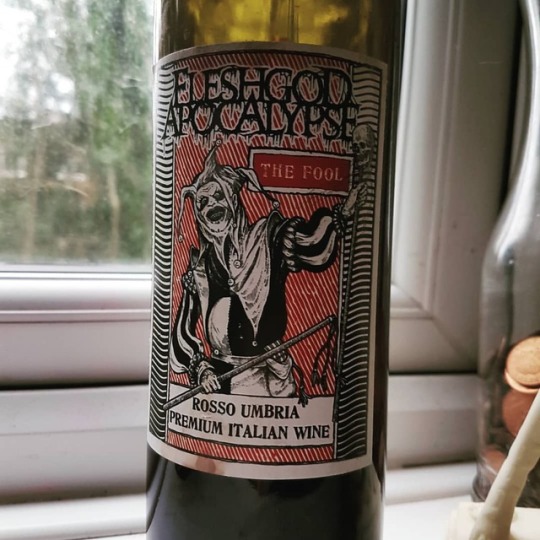 FLESHGOD
APOCALYPSE
THE FOOL
ROSSO UMBRIA
PREMIUM ITALIAN WINE